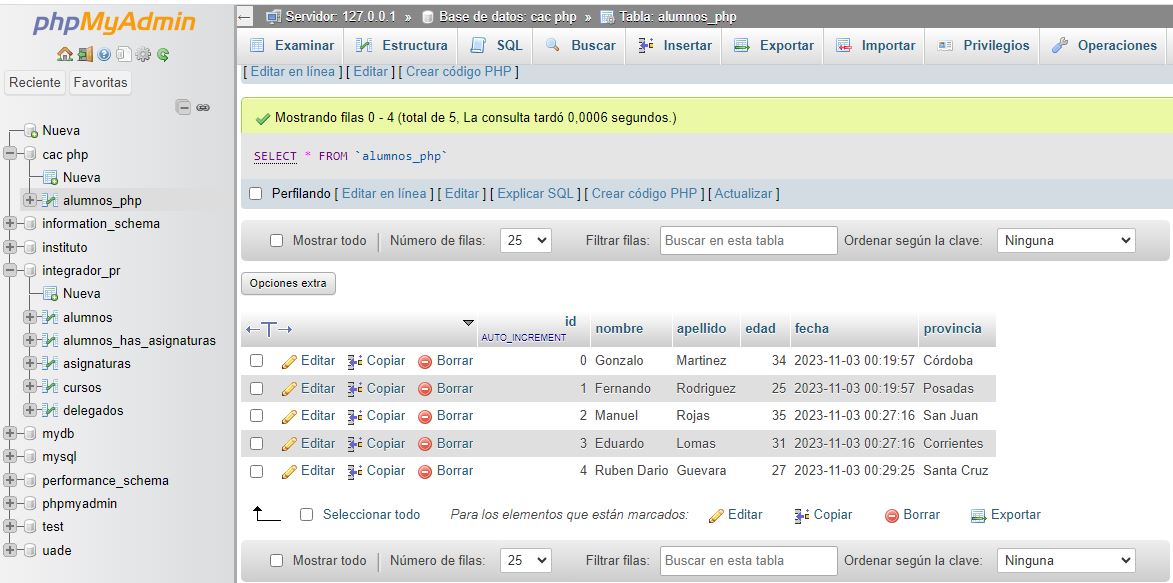 phpMyAdmin
Reciente Favoritas
Nueva
cac php
Nueva
alumnos_php
information_schema
instituto
integrador_pr
Nueva
alumnos
alumnos_has_asignaturas
asignaturas
cursos
delegados
mydb
mysql
performance_schema
phpmyadmin
test
uade
Servidor: 127.0.0.1 » Base de datos: cac php » Tabla: alumnos_php
Examinar Estructura SQL Buscar Insertar Exportar Importar Privilegios Operaciones
[ Editar en línea ] [ Editar ] [ Crear código PHP ]
Mostrando filas 0 - 4 (total de 5, La consulta tardó 0,0006 segundos.)
SELECT * FROM `alumnos_php`
Perfilando [ Editar en línea ] [ Editar ] [ Explicar SQL ] [ Crear código PHP ] [ Actualizar ]
Mostrar todo | Número de filas: 25 Filtrar filas: Buscar en esta tabla Ordenar según la clave: Ninguna
Opciones extra
←T→ id AUTO_INCREMENT nombre apellido edad fecha provincia
Editar Copiar Borrar 0 Gonzalo Martinez 34 2023-11-03 00:19:57 Córdoba
Editar Copiar Borrar 1 Fernando Rodriguez 25 2023-11-03 00:19:57 Posadas
Editar Copiar Borrar 2 Manuel Rojas 35 2023-11-03 00:27:16 San Juan
Editar Copiar Borrar 3 Eduardo Lomas 31 2023-11-03 00:27:16 Corrientes
Editar Copiar Borrar 4 Ruben Dario Guevara 27 2023-11-03 00:29:25 Santa Cruz
Seleccionar todo Para los elementos que están marcados: Editar Copiar Borrar Exportar
Mostrar todo | Número de filas: 25 Filtrar filas: Buscar en esta tabla Ordenar según la clave: Ninguna